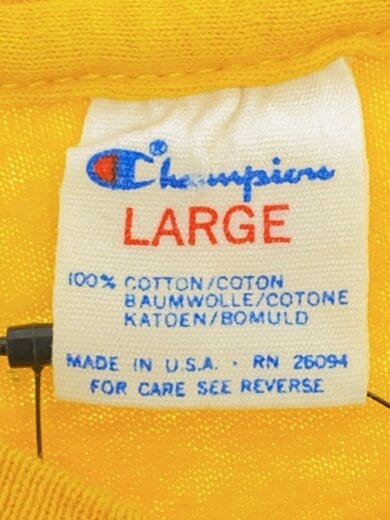 Champion®
LARGE
100% COTTON/COTON
BAUMWOLLE/COTONE
KATOEN/BOMULD
MADE IN U.S.A. · RN 26094
FOR CARE SEE REVERSE